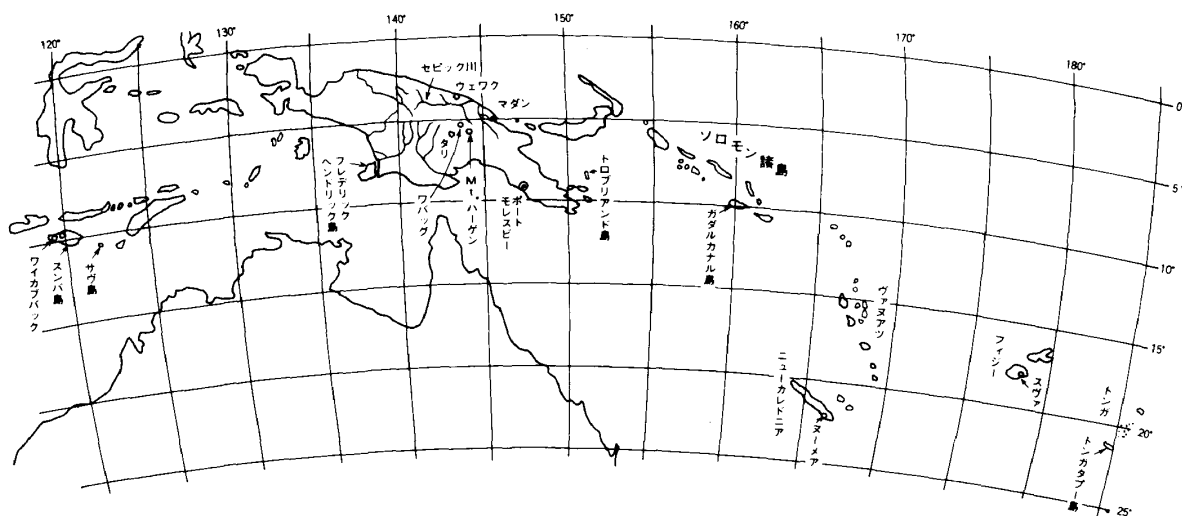 120°
130°
140°
150°
160°
170°
180°
0°
5°
10°
15°
20°
25°
セピック川
ウェワク
マダン
タリ
ワバッグ
Mt.ハーゲン
ポート
モレスビー
フレデリック
ヘンドリック島
トロブリアンド島
ソロモン諸島
ガダルカナル島
ワイカブバック
スンバ島
サヴ島
ヴァヌアツ
ニューカレドニア
ヌーメア
フィジー
スヴァ
トンガ
トンガタプー島